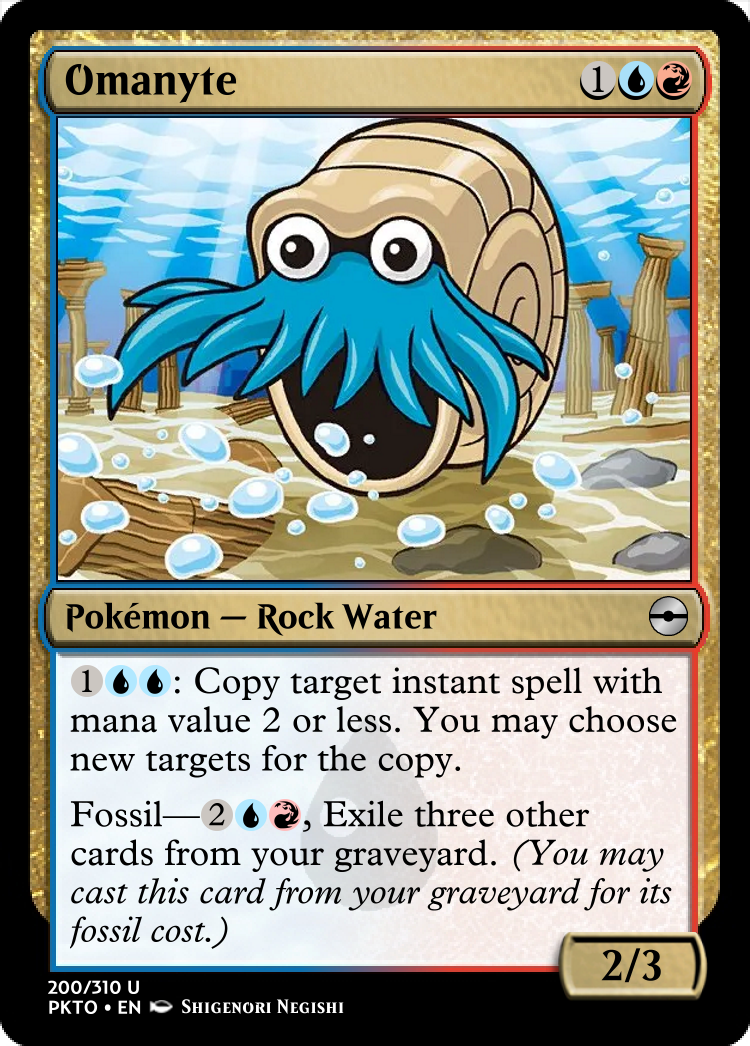 Omanyte 1
1: Copy target instant spell with
mana value 2 or less. You may choose
new targets for the copy.
Pokémon — Rock Water
Fossil—2, Exile three other
cards from your graveyard. (You may
cast this card from your graveyard for its
fossil cost.)
2/3
200/310 U
PKTO • EN SHIGENORI NEGISHI